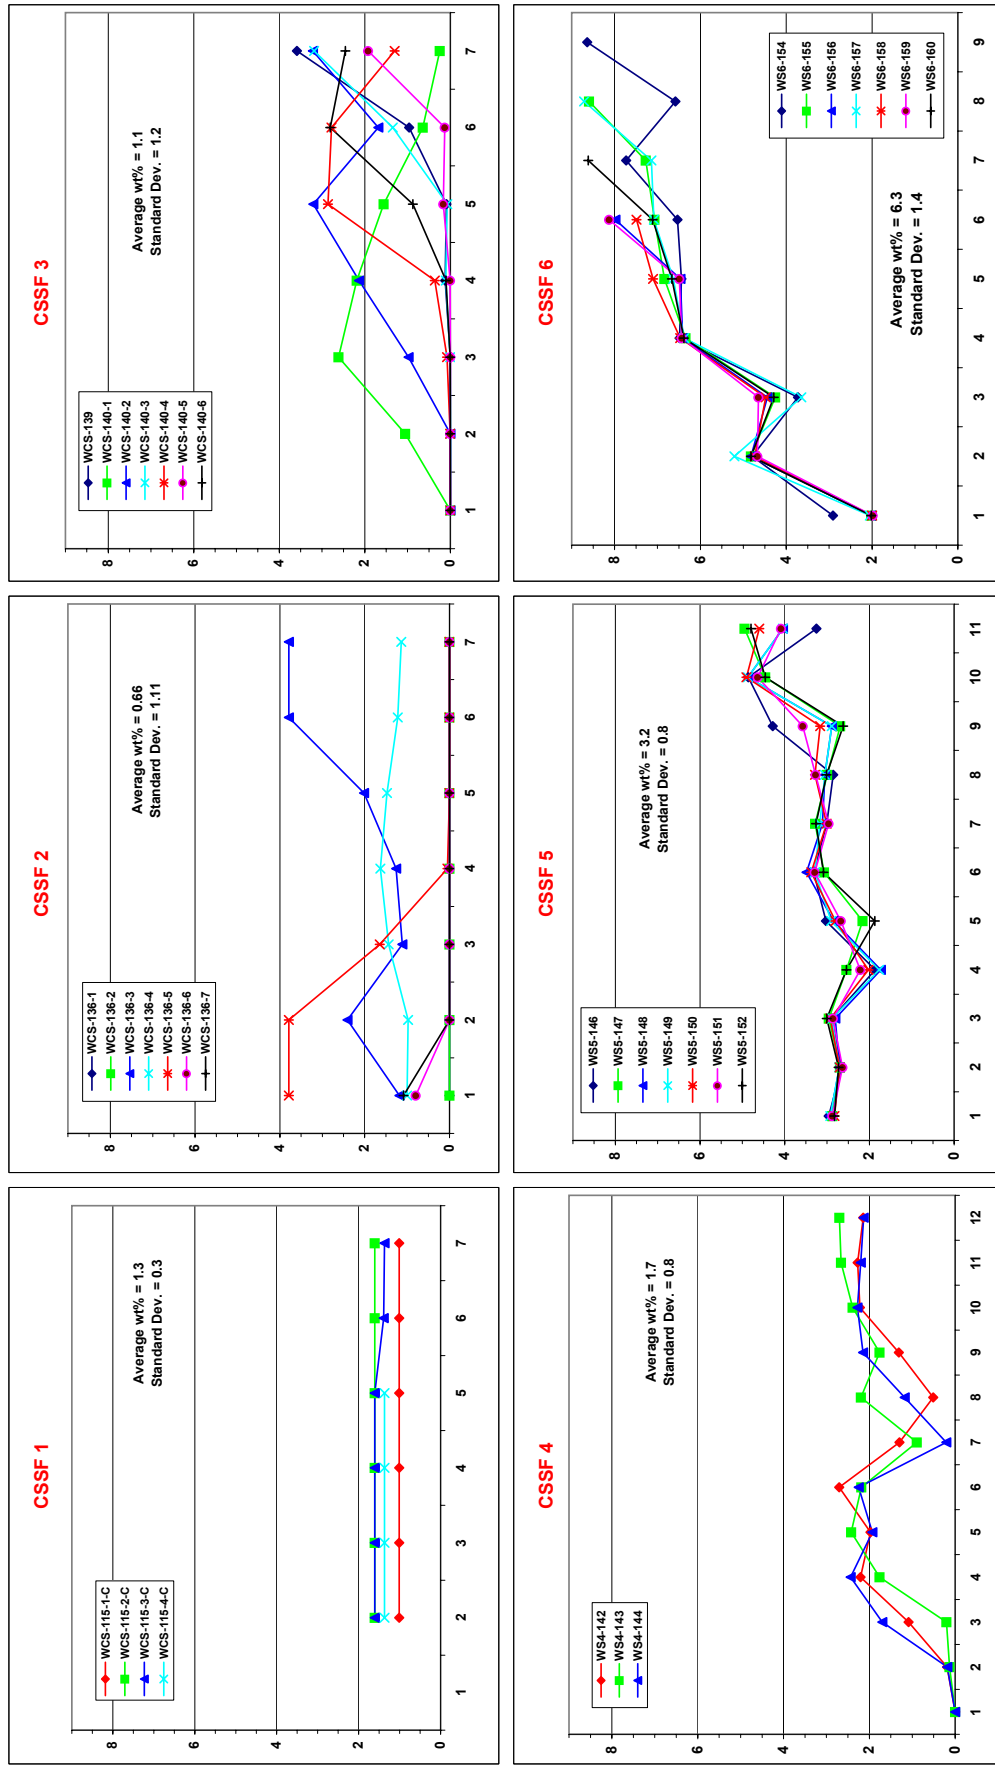 CSSF 1
Average wt% = 1.3
Standard Dev. = 0.3
WCS-115-1-C
WCS-115-2-C
WCS-115-3-C
WCS-115-4-C
8
6
4
2
0
1 2 3 4 5 6 7
CSSF 2
Average wt% = 0.66
Standard Dev. = 1.11
WCS-136-1
WCS-136-2
WCS-136-3
WCS-136-4
WCS-136-5
WCS-136-6
WCS-136-7
8
6
4
2
0
1 2 3 4 5 6 7
CSSF 3
Average wt% = 1.1
Standard Dev. = 1.2
WCS-139
WCS-140-1
WCS-140-2
WCS-140-3
WCS-140-4
WCS-140-5
WCS-140-6
8
6
4
2
0
1 2 3 4 5 6 7
CSSF 4
Average wt% = 1.7
Standard Dev. = 0.8
WS4-142
WS4-143
WS4-144
8
6
4
2
0
1 2 3 4 5 6 7 8 9 10 11 12
CSSF 5
Average wt% = 3.2
Standard Dev. = 0.8
WS5-146
WS5-147
WS5-148
WS5-149
WS5-150
WS5-151
WS5-152
8
6
4
2
0
1 2 3 4 5 6 7 8 9 10 11
CSSF 6
Average wt% = 6.3
Standard Dev. = 1.4
WS6-154
WS6-155
WS6-156
WS6-157
WS6-158
WS6-159
WS6-160
8
6
4
2
0
1 2 3 4 5 6 7 8 9